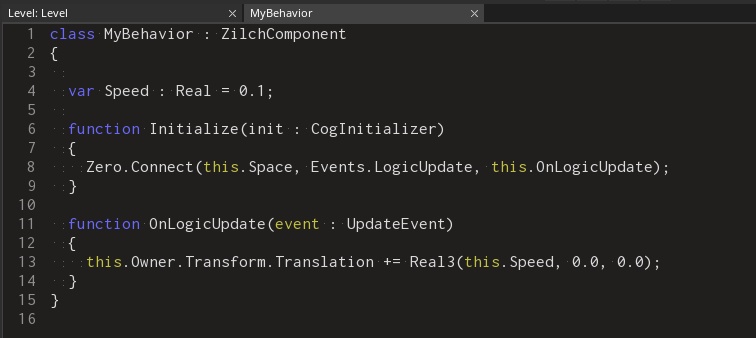 Level: Level × MyBehavior ×
1 class MyBehavior : ZilchComponent
2 {
3
4 var Speed : Real = 0.1;
5
6 function Initialize(init : CogInitializer)
7 {
8 Zero.Connect(this.Space, Events.LogicUpdate, this.OnLogicUpdate);
9 }
10
11 function OnLogicUpdate(event : UpdateEvent)
12 {
13 this.Owner.Transform.Translation += Real3(this.Speed, 0.0, 0.0);
14 }
15 }
16